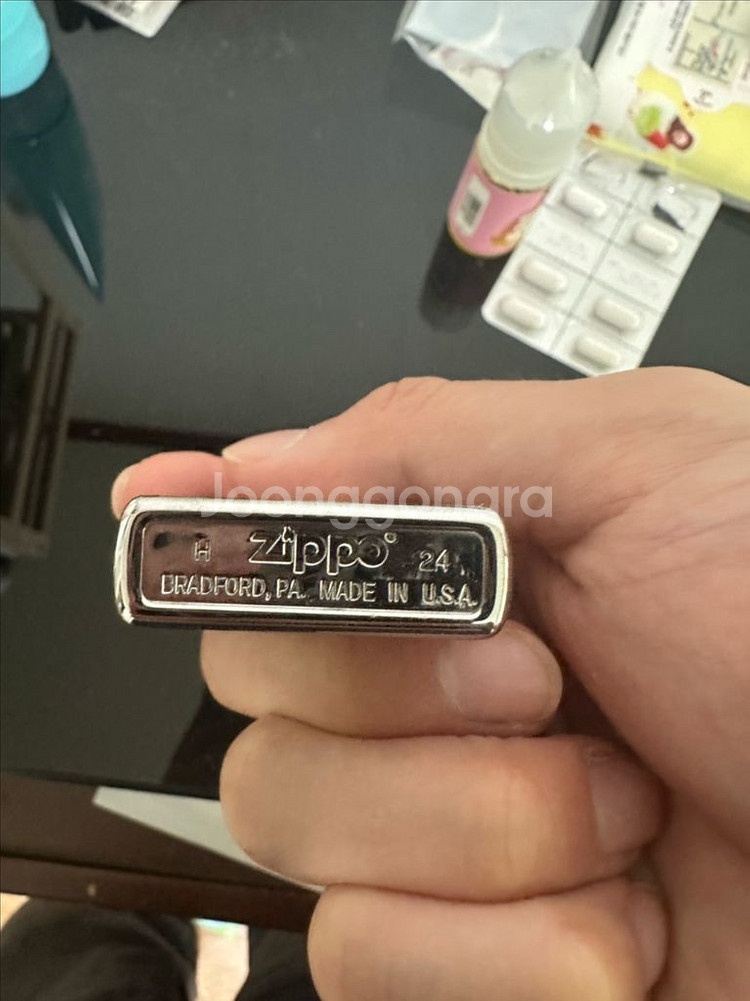 Joonggonara
H Zippo® 24
BRADFORD, PA. MADE IN U.S.A.